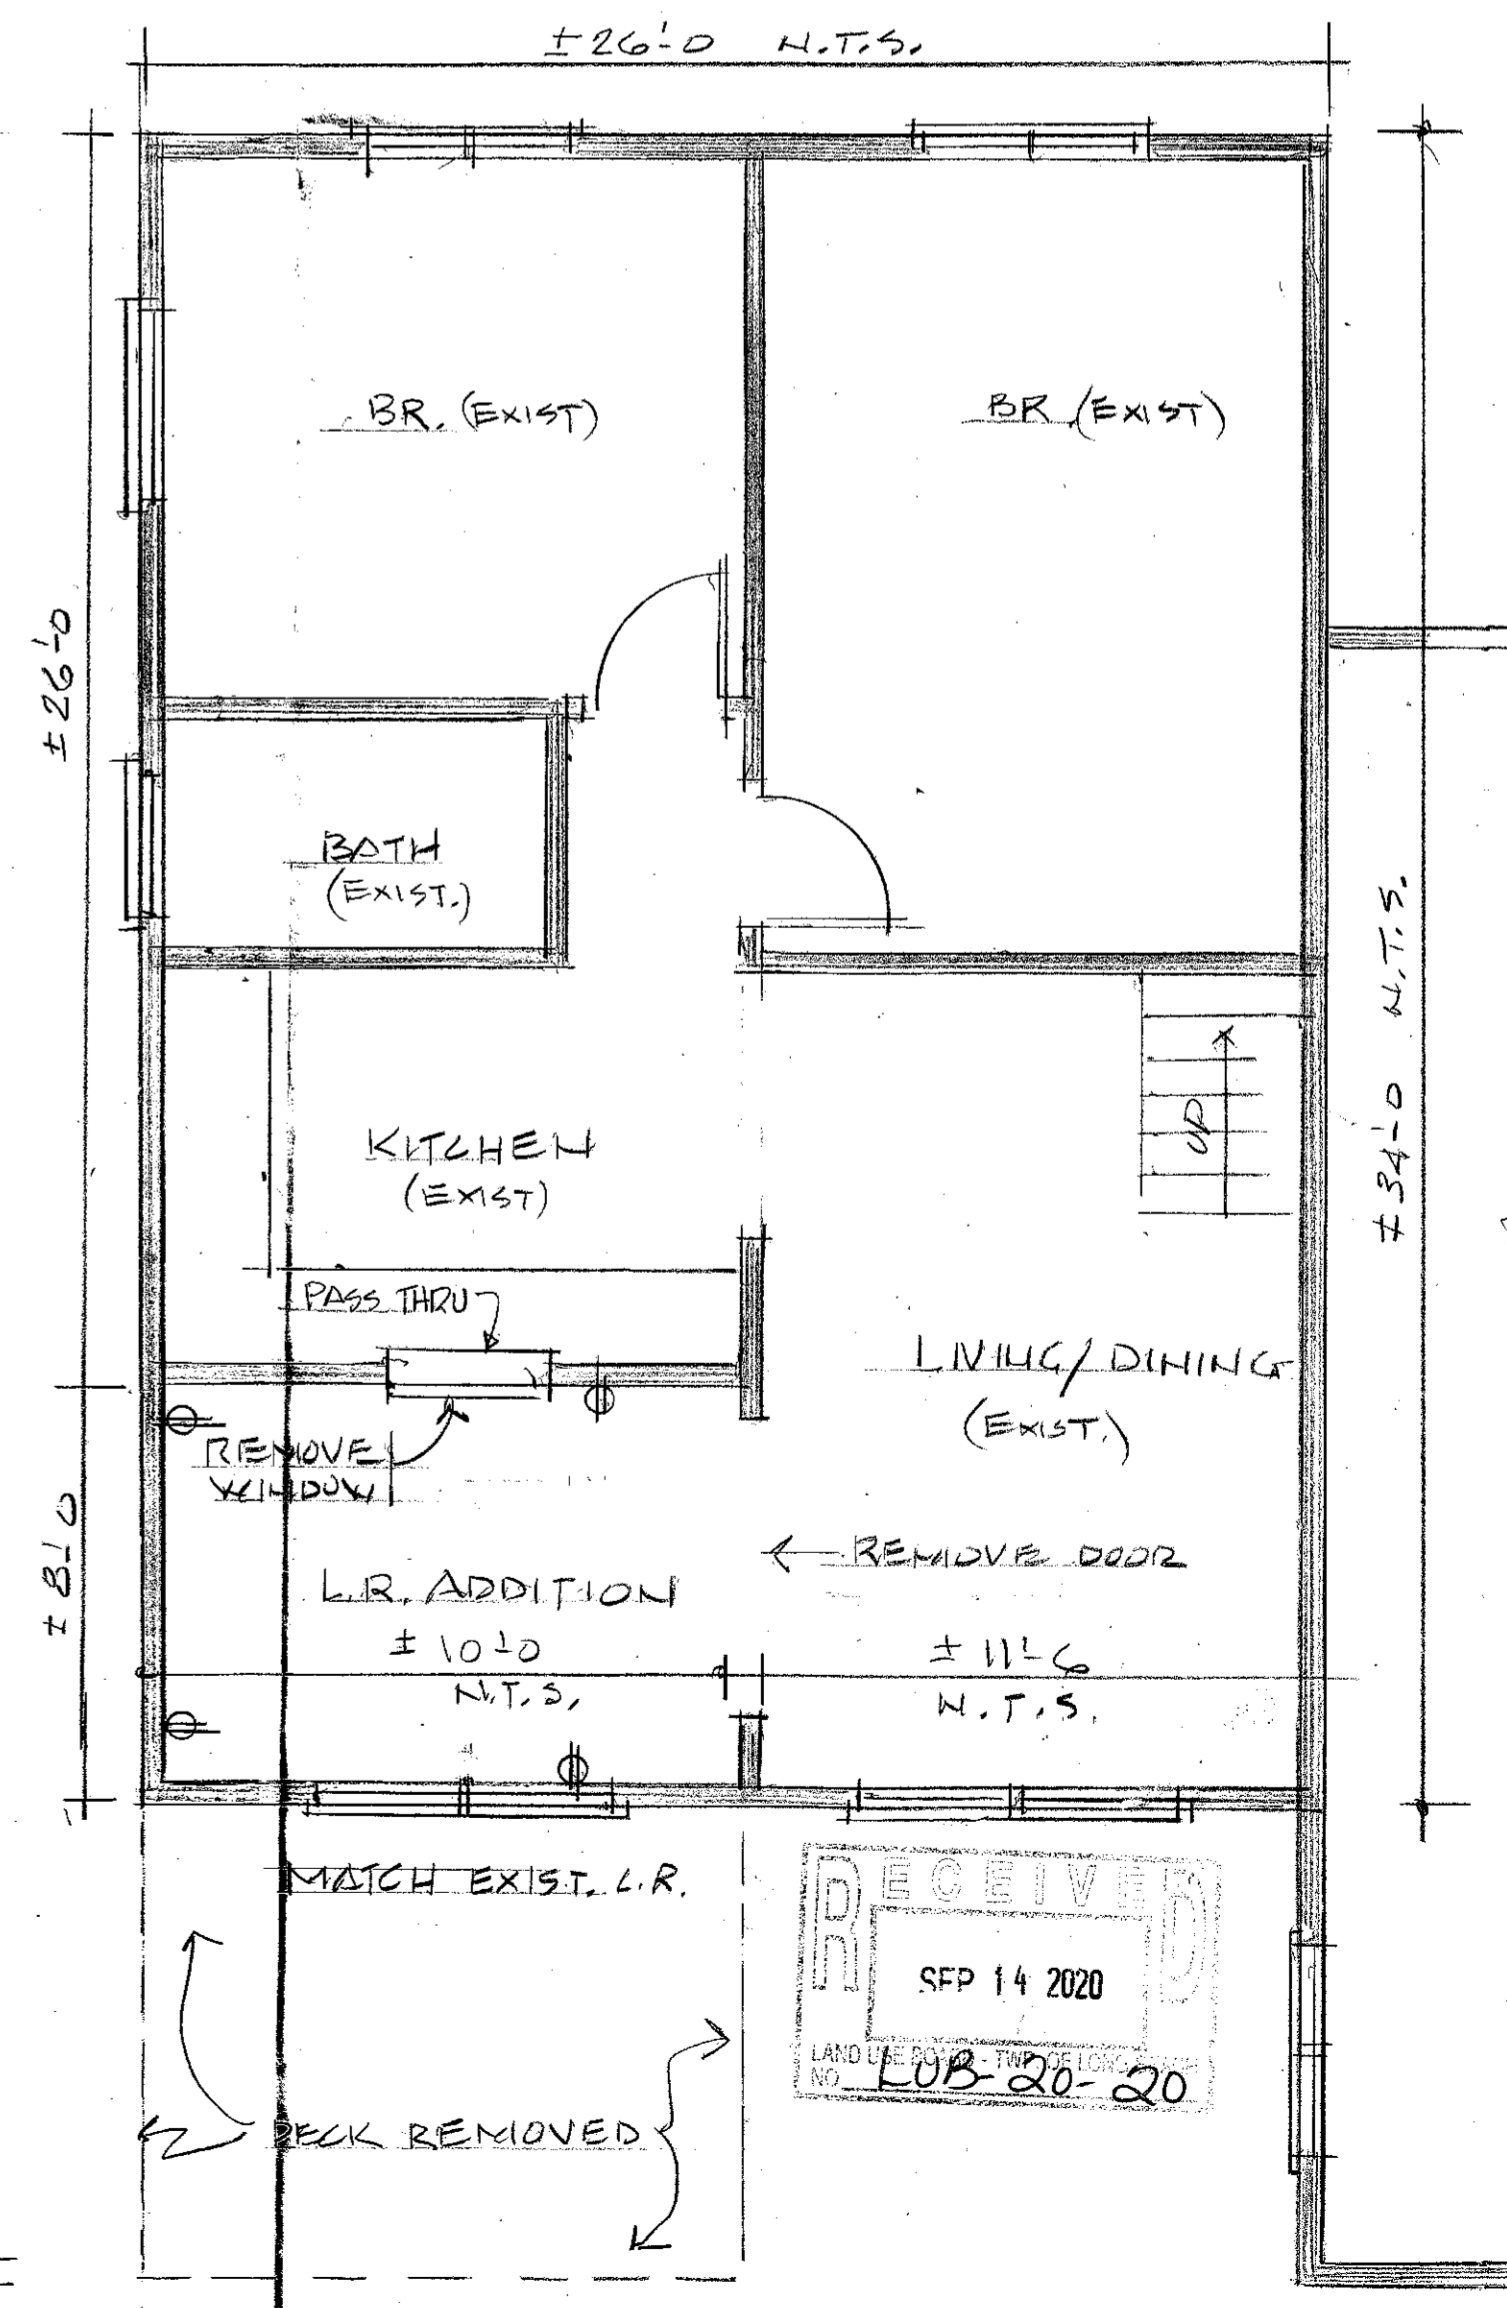 ±26'-0 N.T.S.
BR. (EXIST)
BR. (EXIST)
±26'-0
BATH
(EXIST.)
±34'-0 N.T.S.
UP
KITCHEN
(EXIST)
PASS THRU
LIVING/DINING
(EXIST.)
REMOVE
WINDOW
±8'-0
REMOVE DOOR
L.R. ADDITION
±10'-0
N.T.S.
±11'-6
N.T.S.
MATCH EXIST. L.R.
RECEIVED
SEP 14 2020
LAND USE - TWP. OF LONG
NO. LUB-20-20
DECK REMOVED